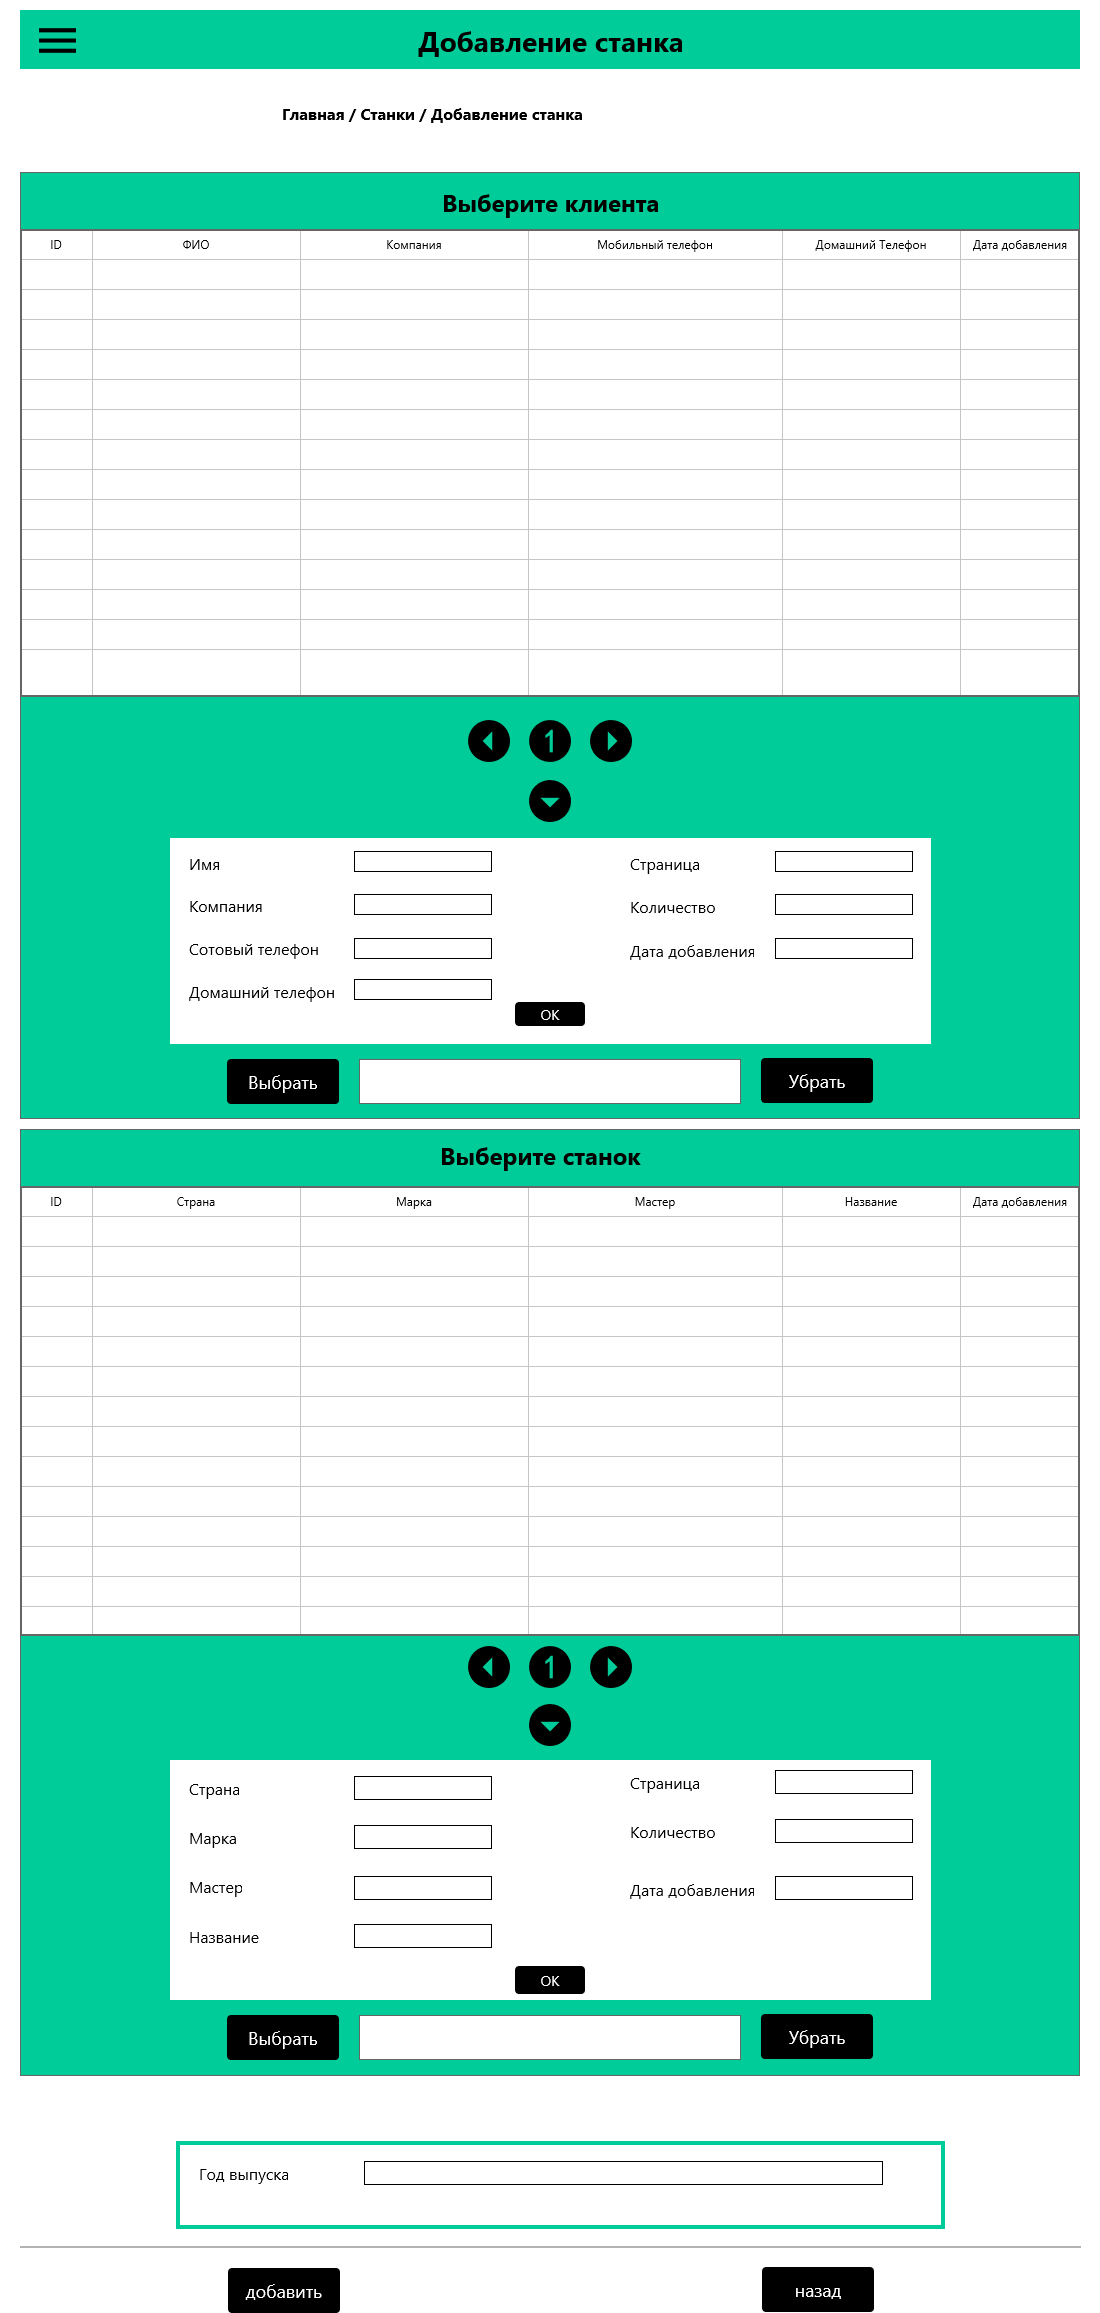 Добавление станка
Главная / Станки / Добавление станка
Выберите клиента
ID ФИО Компания Мобильный телефон Домашний Телефон Дата добавления
1
Имя Страница
Компания Количество
Сотовый телефон Дата добавления
Домашний телефон
ОК
Выбрать Убрать
Выберите станок
ID Страна Марка Мастер Название Дата добавления
1
Страна Страница
Марка Количество
Мастер Дата добавления
Название
ОК
Выбрать Убрать
Год выпуска
добавить назад